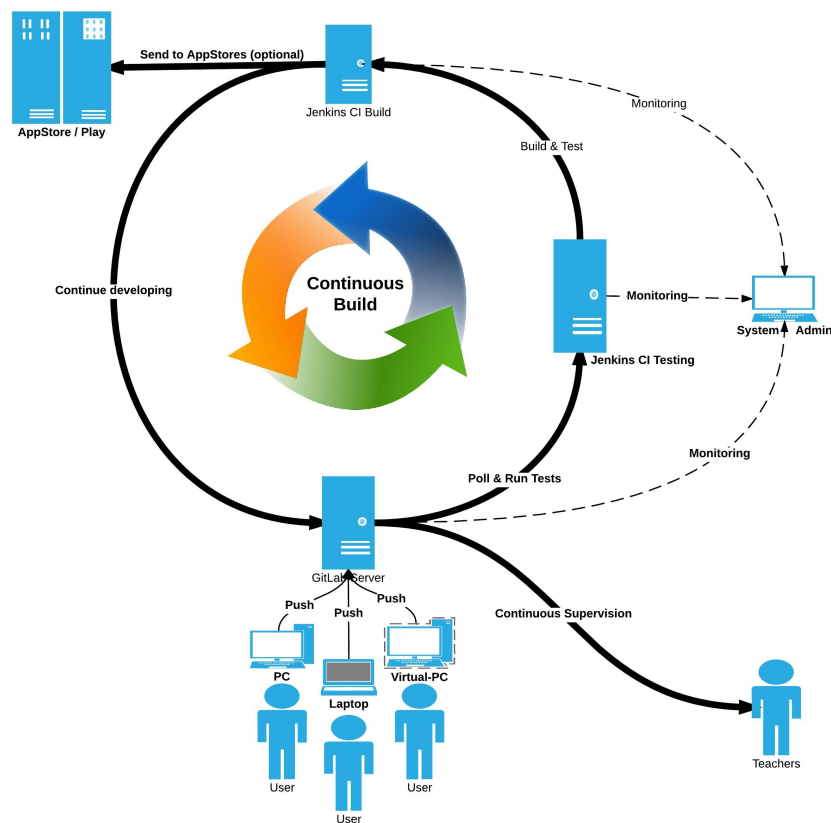 Send to AppStores (optional)
AppStore / Play
Jenkins CI Build
Monitoring
Build & Test
Continue developing
Continuous
Build
Monitoring
System Admin
Jenkins CI Testing
Monitoring
Poll & Run Tests
GitLab Server
Push
Push
Push
Continuous Supervision
PC
Virtual-PC
Laptop
Teachers
User
User
User